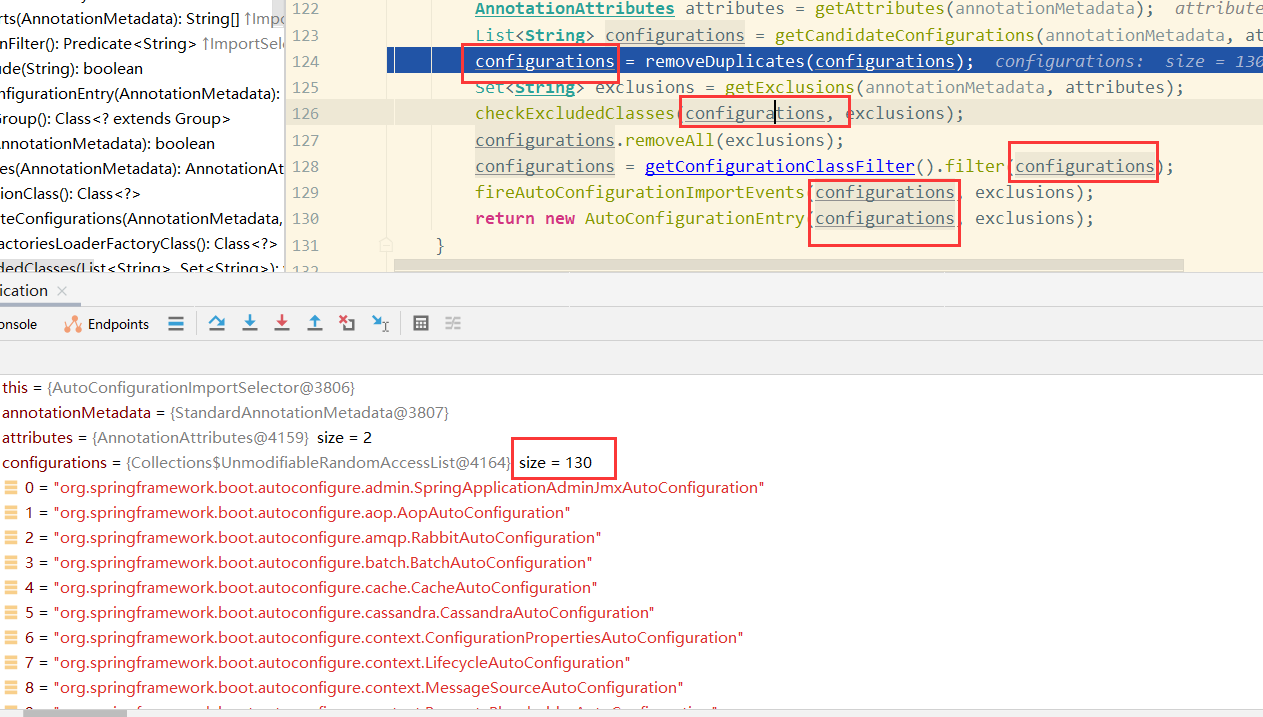 rts(AnnotationMetadata): String[] ↑Impo
nFilter(): Predicate<String> ↑ImportSele
ude(String): boolean
nfigurationEntry(AnnotationMetadata):
Group(): Class<? extends Group>
AnnotationMetadata): boolean
es(AnnotationMetadata): AnnotationAt
ionClass(): Class<?>
ateConfigurations(AnnotationMetadata,
actoriesLoaderFactoryClass(): Class<?>
dedClasses(List<String>, Set<String>):
122 AnnotationAttributes attributes = getAttributes(annotationMetadata); attribute
123 List<String> configurations = getCandidateConfigurations(annotationMetadata, at
124 configurations = removeDuplicates(configurations); configurations: size = 130
125 Set<String> exclusions = getExclusions(annotationMetadata, attributes);
126 checkExcludedClasses(configurations, exclusions);
127 configurations.removeAll(exclusions);
128 configurations = getConfigurationClassFilter().filter(configurations);
129 fireAutoConfigurationImportEvents(configurations, exclusions);
130 return new AutoConfigurationEntry(configurations, exclusions);
131 }
132
ication ×
onsole Endpoints
this = {AutoConfigurationImportSelector@3806}
annotationMetadata = {StandardAnnotationMetadata@3807}
attributes = {AnnotationAttributes@4159} size = 2
configurations = {Collections$UnmodifiableRandomAccessList@4164} size = 130
0 = "org.springframework.boot.autoconfigure.admin.SpringApplicationAdminJmxAutoConfiguration"
1 = "org.springframework.boot.autoconfigure.aop.AopAutoConfiguration"
2 = "org.springframework.boot.autoconfigure.amqp.RabbitAutoConfiguration"
3 = "org.springframework.boot.autoconfigure.batch.BatchAutoConfiguration"
4 = "org.springframework.boot.autoconfigure.cache.CacheAutoConfiguration"
5 = "org.springframework.boot.autoconfigure.cassandra.CassandraAutoConfiguration"
6 = "org.springframework.boot.autoconfigure.context.ConfigurationPropertiesAutoConfiguration"
7 = "org.springframework.boot.autoconfigure.context.LifecycleAutoConfiguration"
8 = "org.springframework.boot.autoconfigure.context.MessageSourceAutoConfiguration"